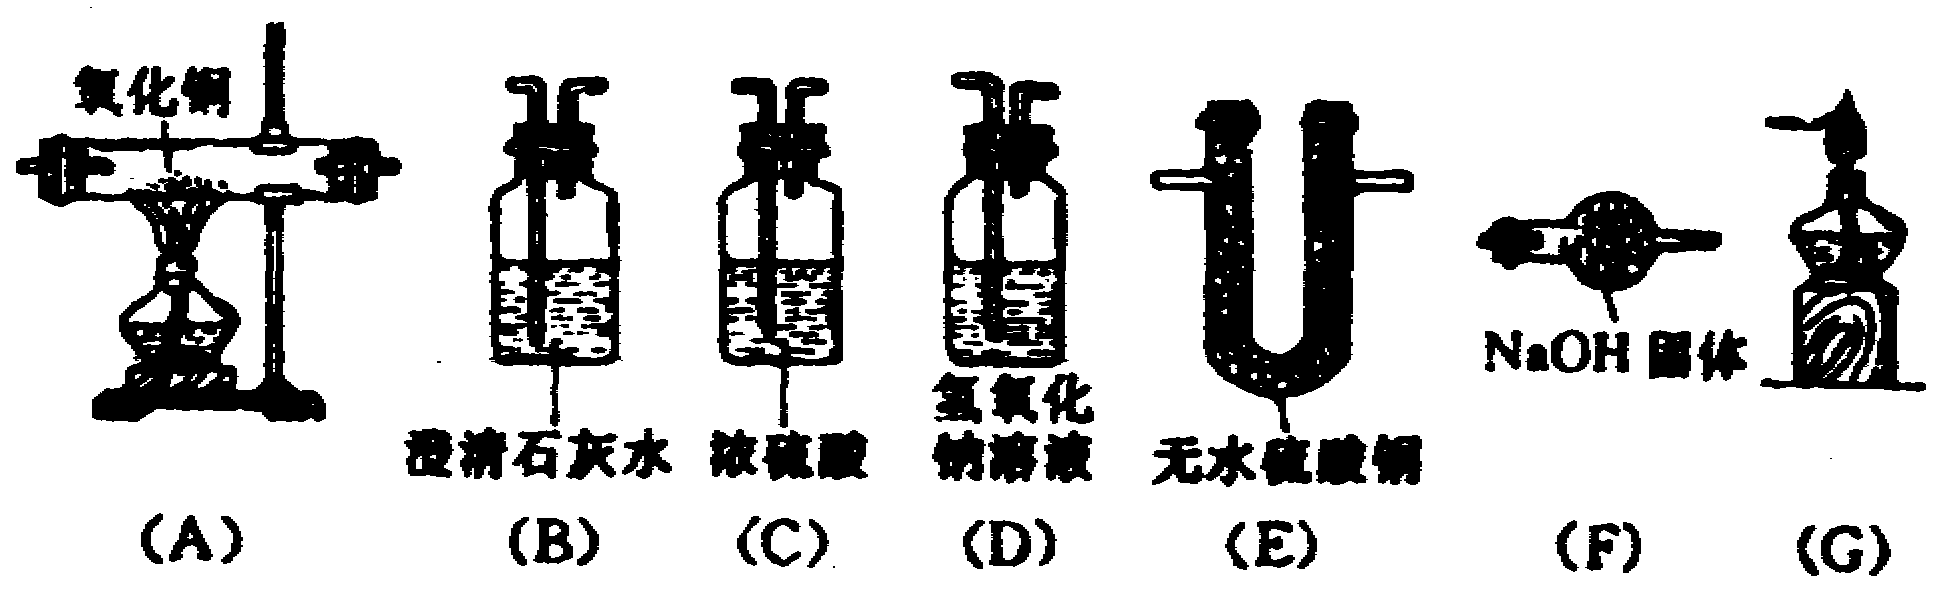 氧化铜
澄清石灰水
浓硫酸
氢氧化
钠溶液
无水硫酸铜
NaOH 固体
(A)
(B)
(C)
(D)
(E)
(F)
(G)